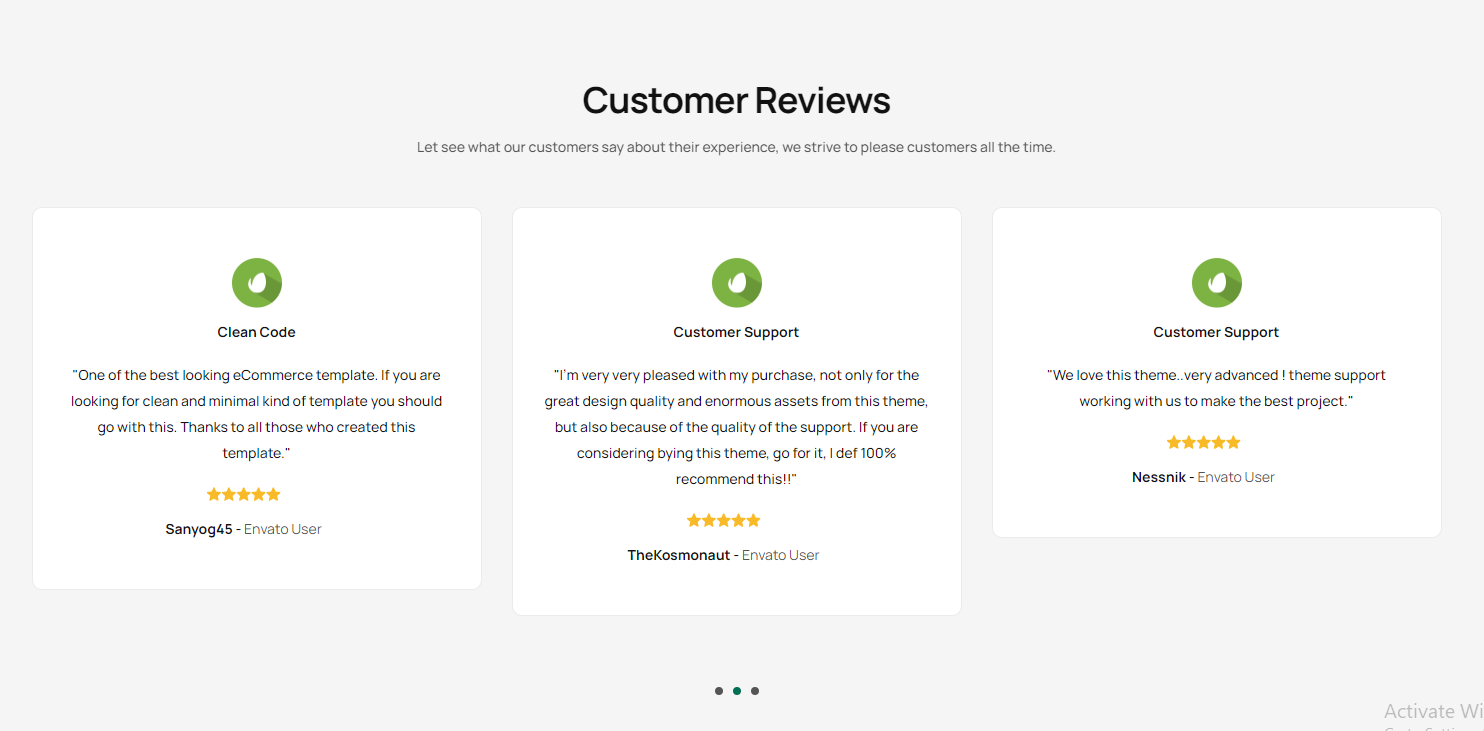 Customer Reviews
Let see what our customers say about their experience, we strive to please customers all the time.
Clean Code
"One of the best looking eCommerce template. If you are
looking for clean and minimal kind of template you should
go with this. Thanks to all those who created this
template."
Sanyog45 - Envato User
Customer Support
"I'm very very pleased with my purchase, not only for the
great design quality and enormous assets from this theme,
but also because of the quality of the support. If you are
considering bying this theme, go for it, I def 100%
recommend this!!"
TheKosmonaut - Envato User
Customer Support
"We love this theme..very advanced ! theme support
working with us to make the best project."
Nessnik - Envato User
Activate Wi